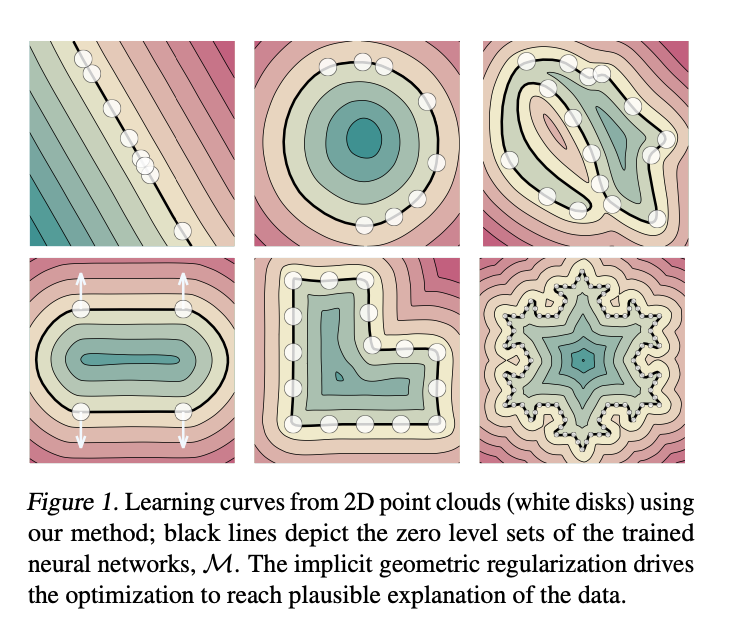 Figure 1. Learning curves from 2D point clouds (white disks) using
our method; black lines depict the zero level sets of the trained
neural networks, ℳ. The implicit geometric regularization drives
the optimization to reach plausible explanation of the data.